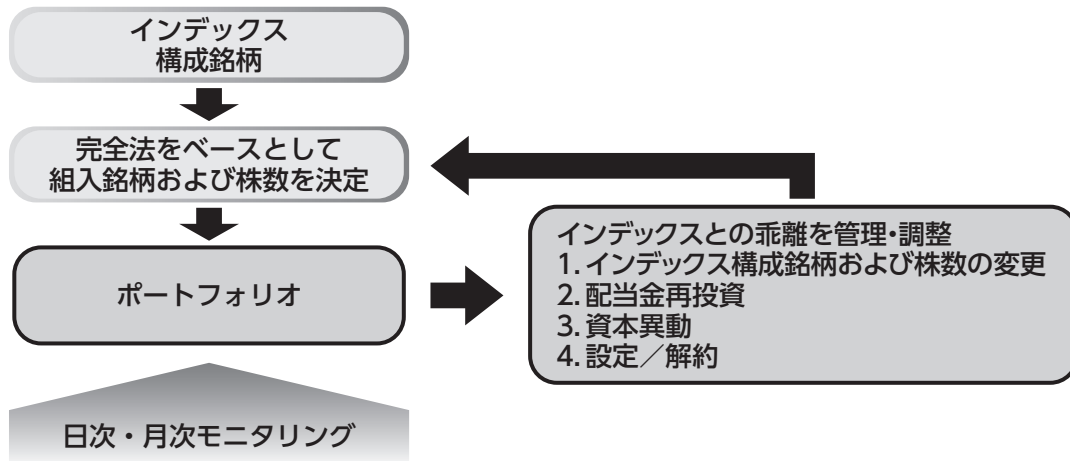 インデックス
構成銘柄
完全法をベースとして
組入銘柄および株数を決定
ポートフォリオ
インデックスとの乖離を管理・調整
1. インデックス構成銘柄および株数の変更
2. 配当金再投資
3. 資本異動
4. 設定／解約
日次・月次モニタリング